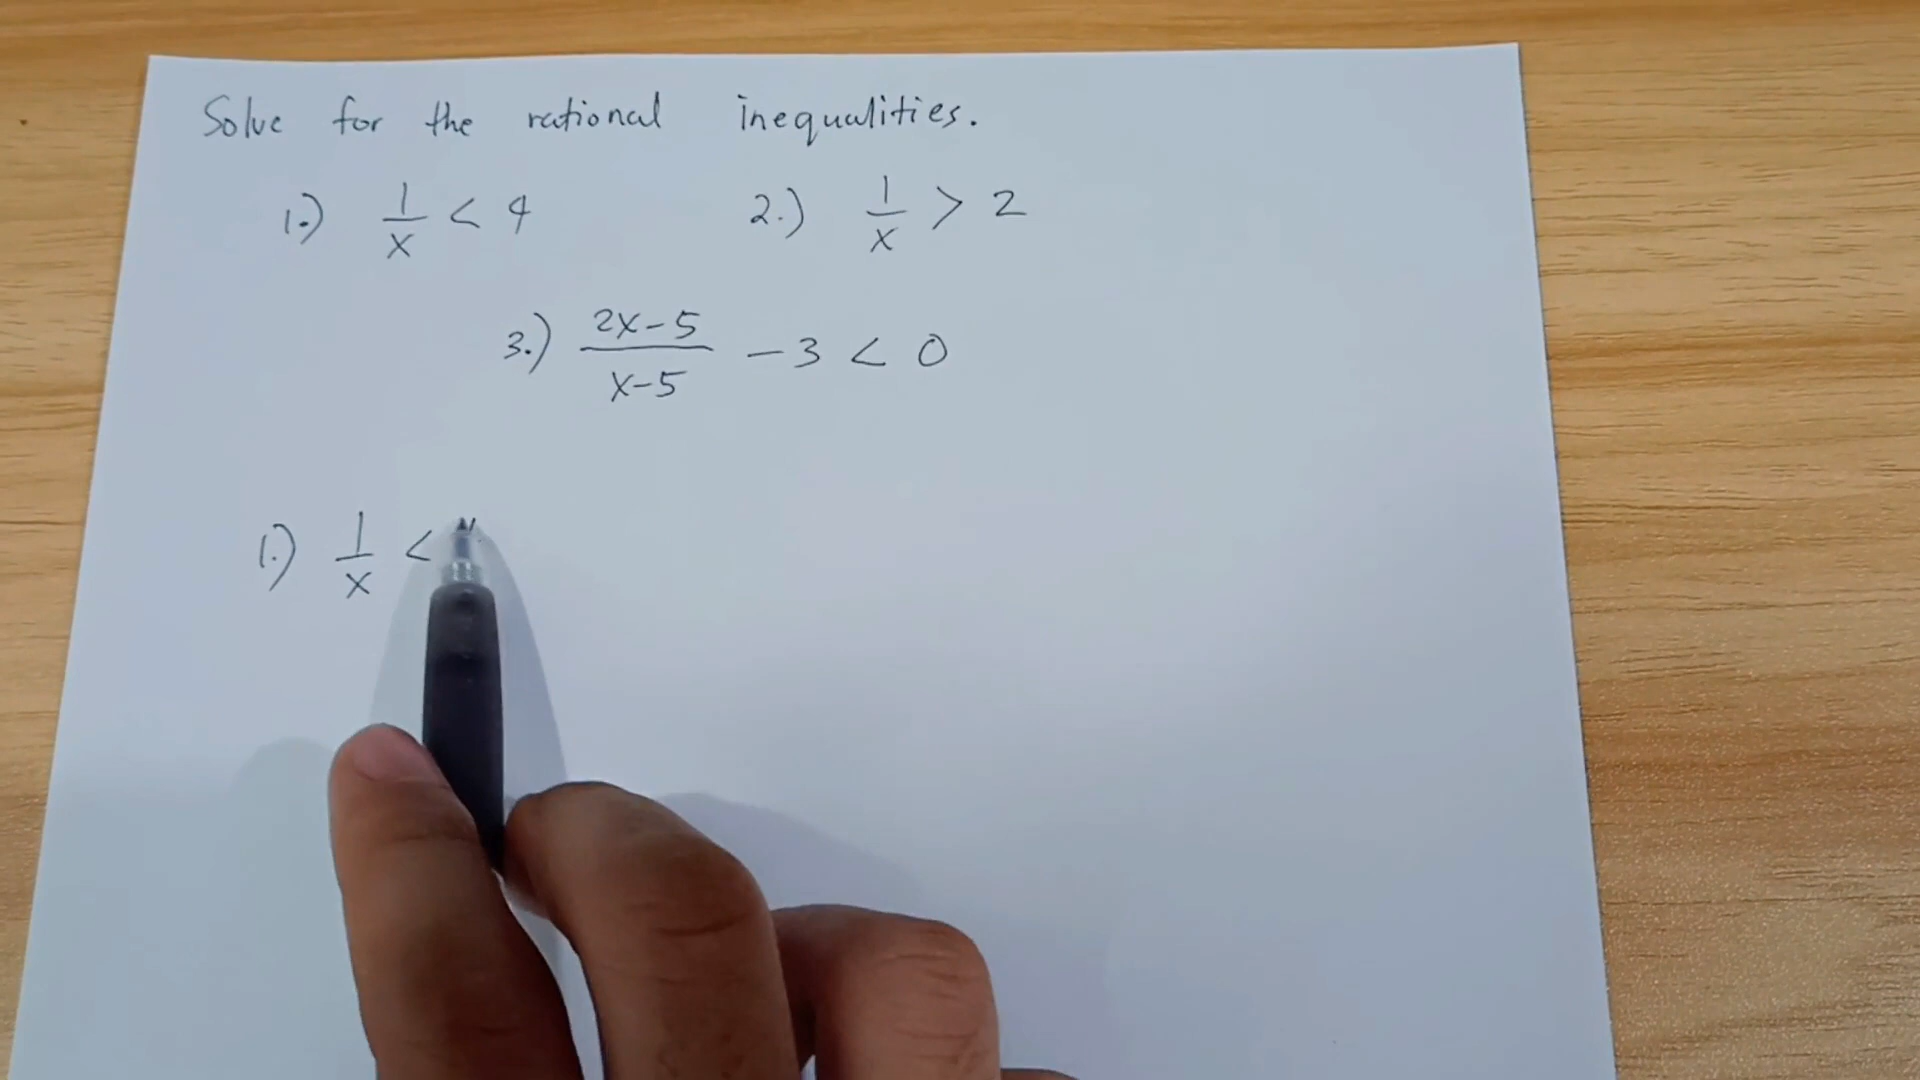 Solve for the rational inequalities.
1.) 1/x < 4 2.) 1/x > 2
3.) (2x-5)/(x-5) - 3 < 0
1.) 1/x <